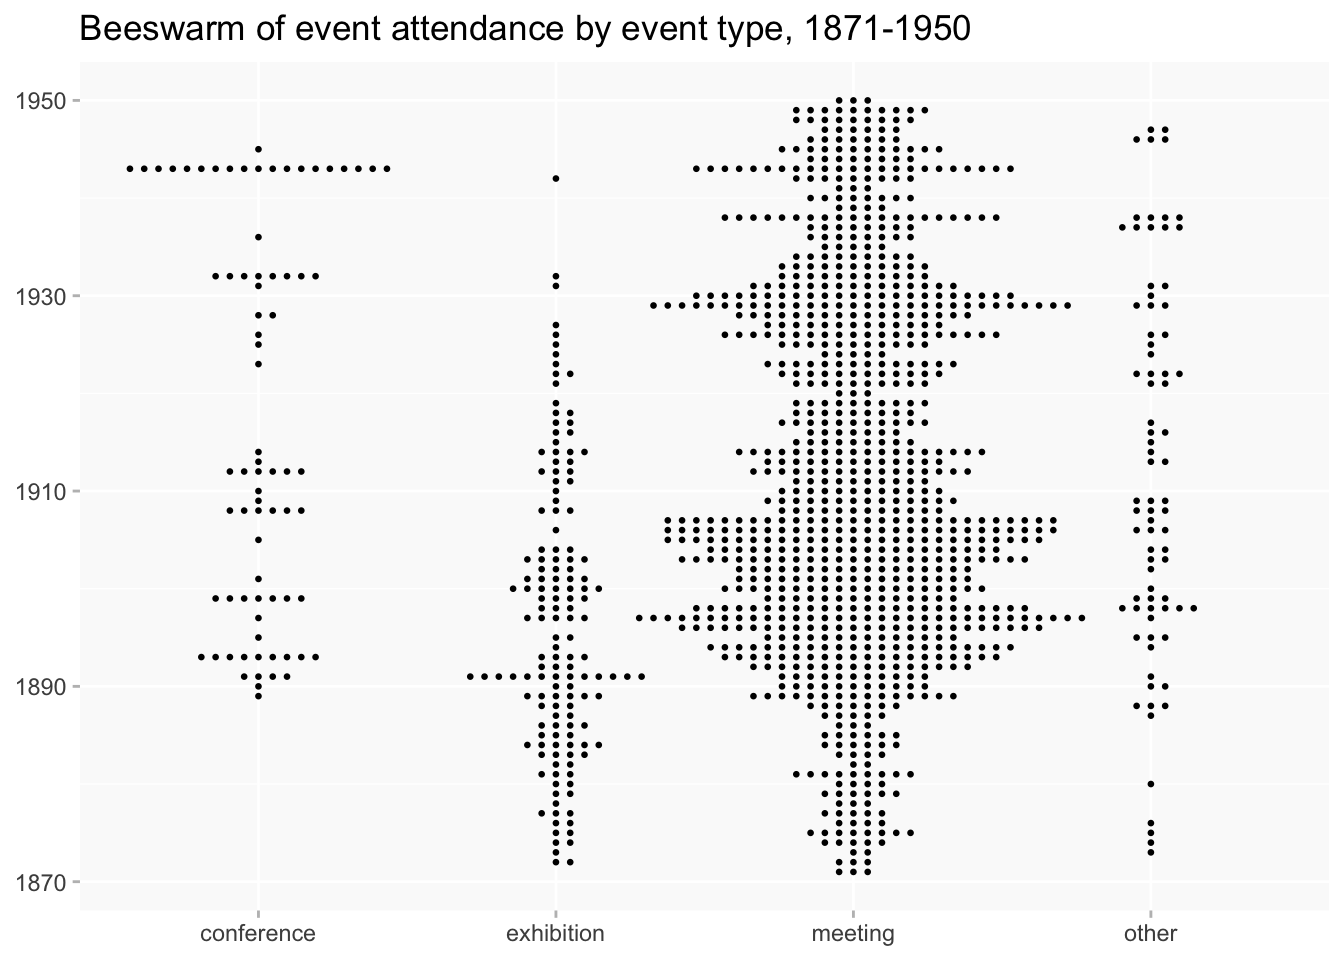 Beeswarm of event attendance by event type, 1871-1950
1950
1930
1910
1890
1870
conference exhibition meeting other